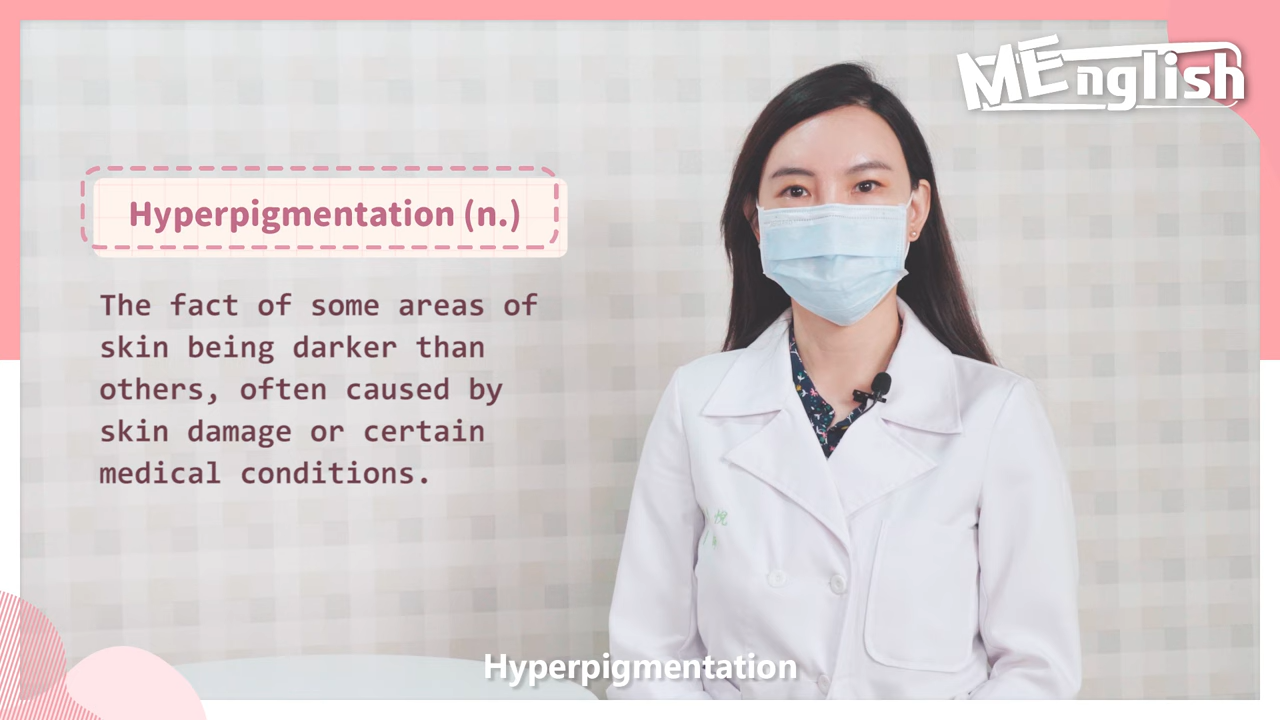 MEnglish
Hyperpigmentation (n.)
The fact of some areas of
skin being darker than
others, often caused by
skin damage or certain
medical conditions.
Hyperpigmentation